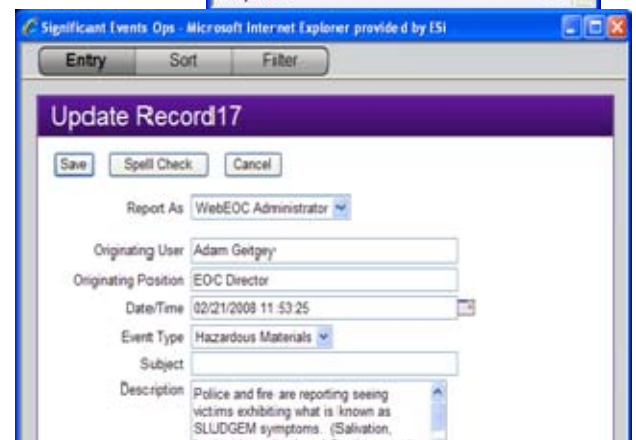 Significant Events Ops - Microsoft Internet Explorer provided by ESi
Entry Sort Filter
Update Record17
Save Spell Check Cancel
Report As WebEOC Administrator
Originating User Adam Geitgey
Originating Position EOC Director
Date/Time 02/21/2008 11:53:25
Event Type Hazardous Materials
Subject
Description Police and fire are reporting seeing
victims exhibiting what is known as
SLUDGEM symptoms. (Salivation,